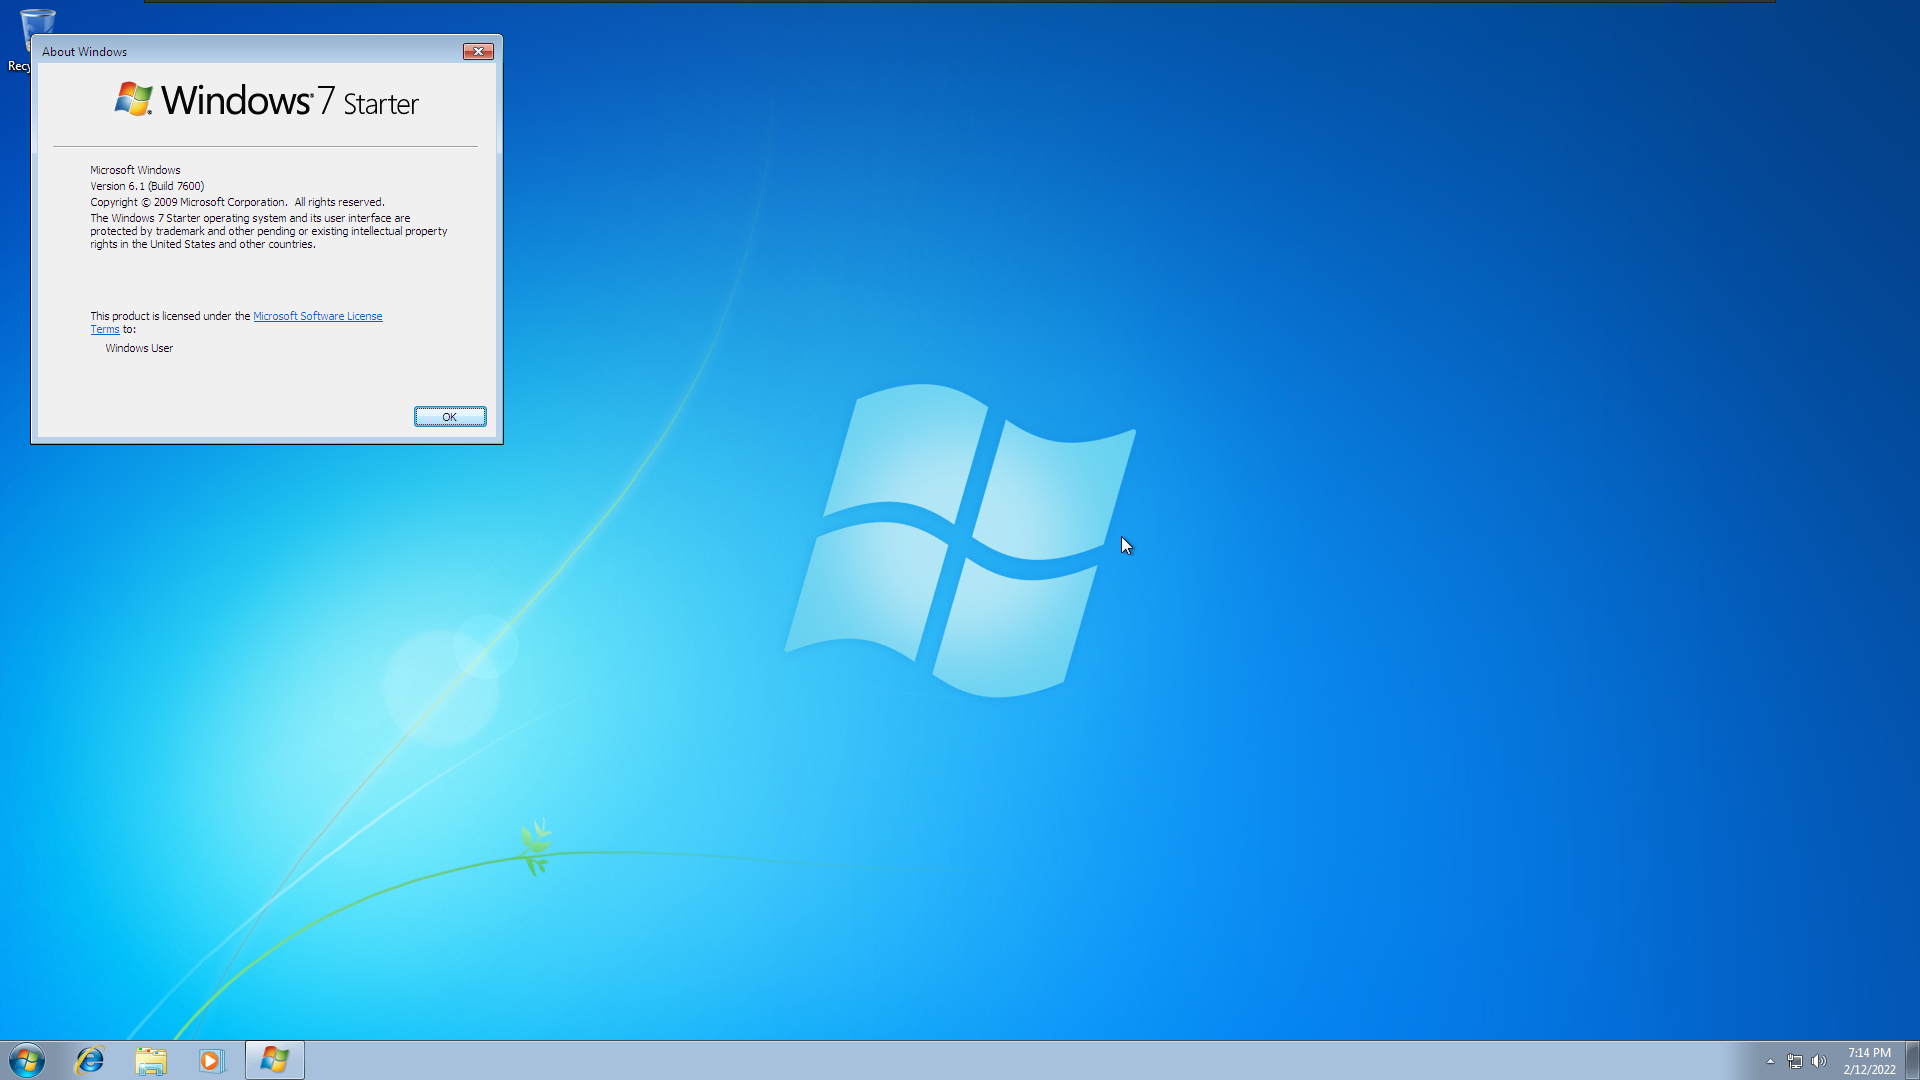 Recy
About Windows
Windows® 7 Starter
Microsoft Windows
Version 6.1 (Build 7600)
Copyright © 2009 Microsoft Corporation. All rights reserved.
The Windows 7 Starter operating system and its user interface are
protected by trademark and other pending or existing intellectual property
rights in the United States and other countries.
This product is licensed under the Microsoft Software License
Terms to:
Windows User
OK
7:14 PM
2/12/2022